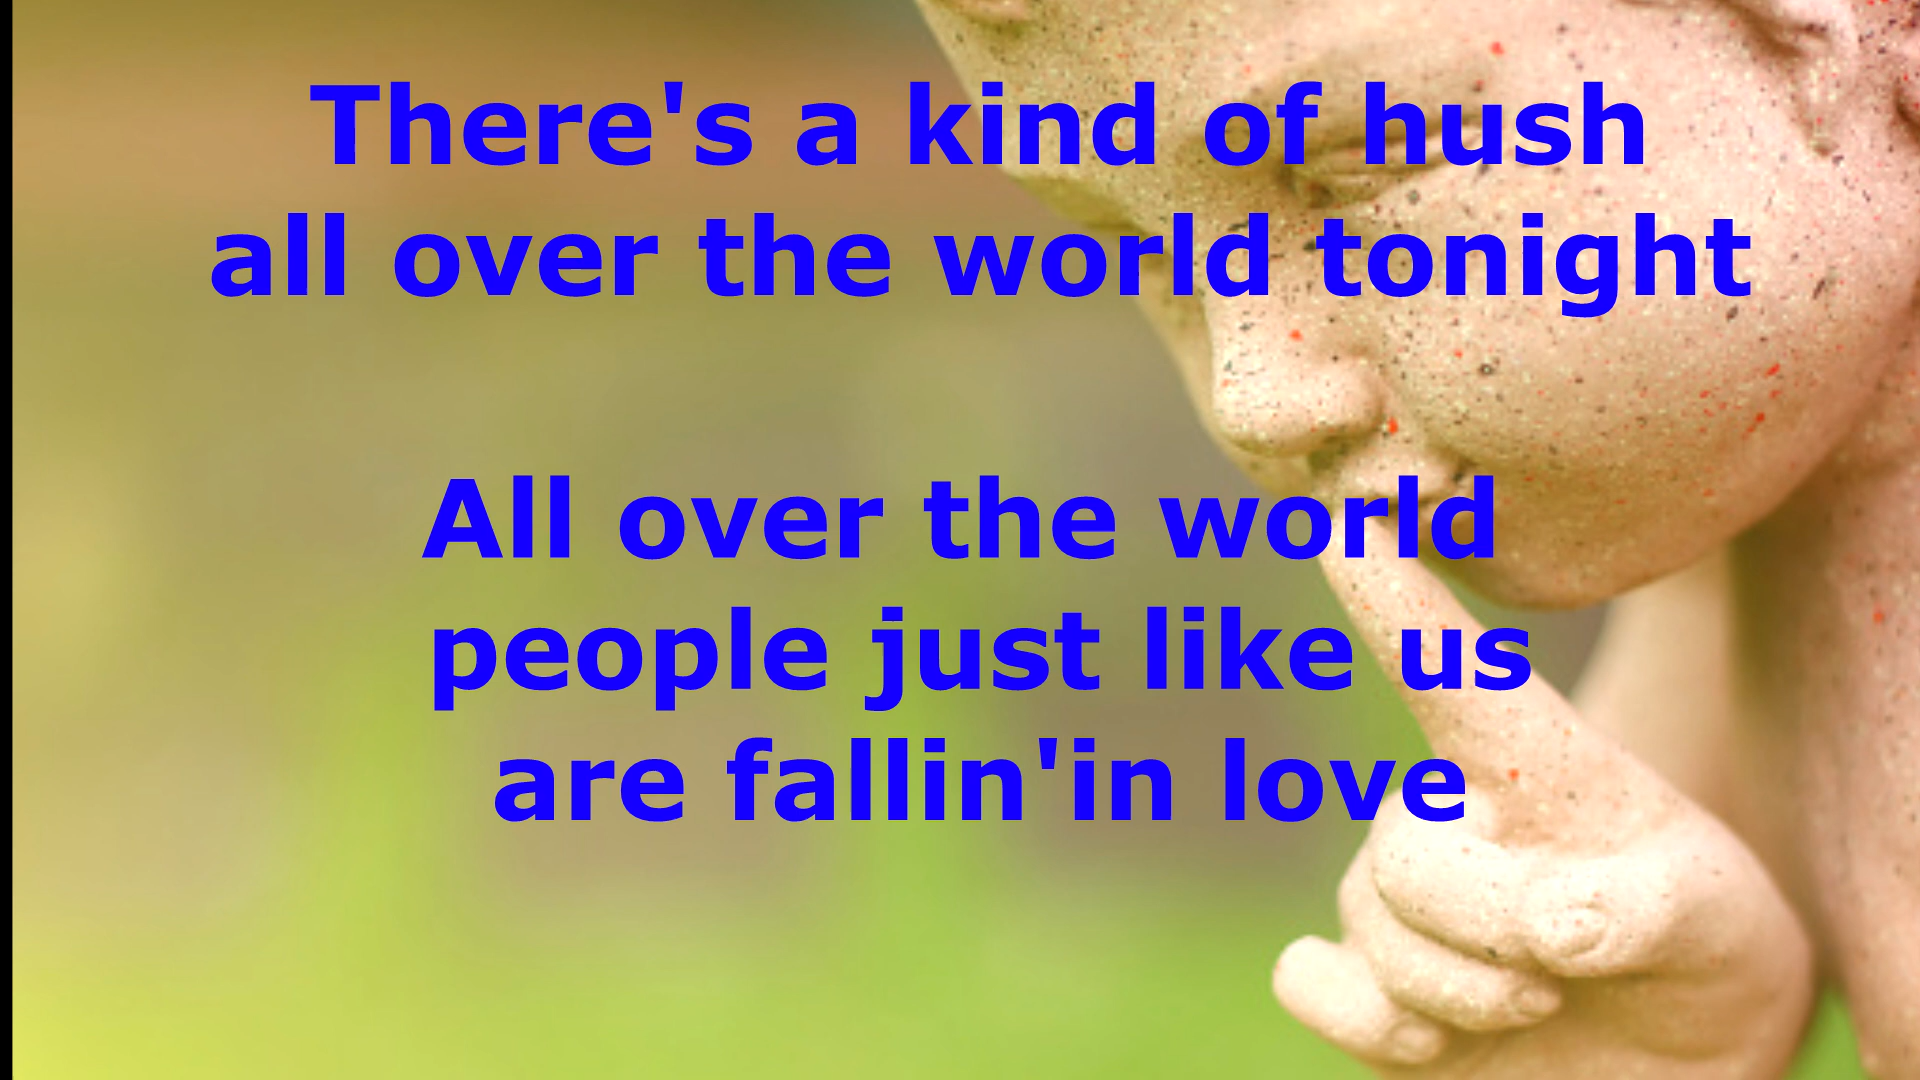 There's a kind of hush
all over the world tonight
All over the world
people just like us
are fallin'in love